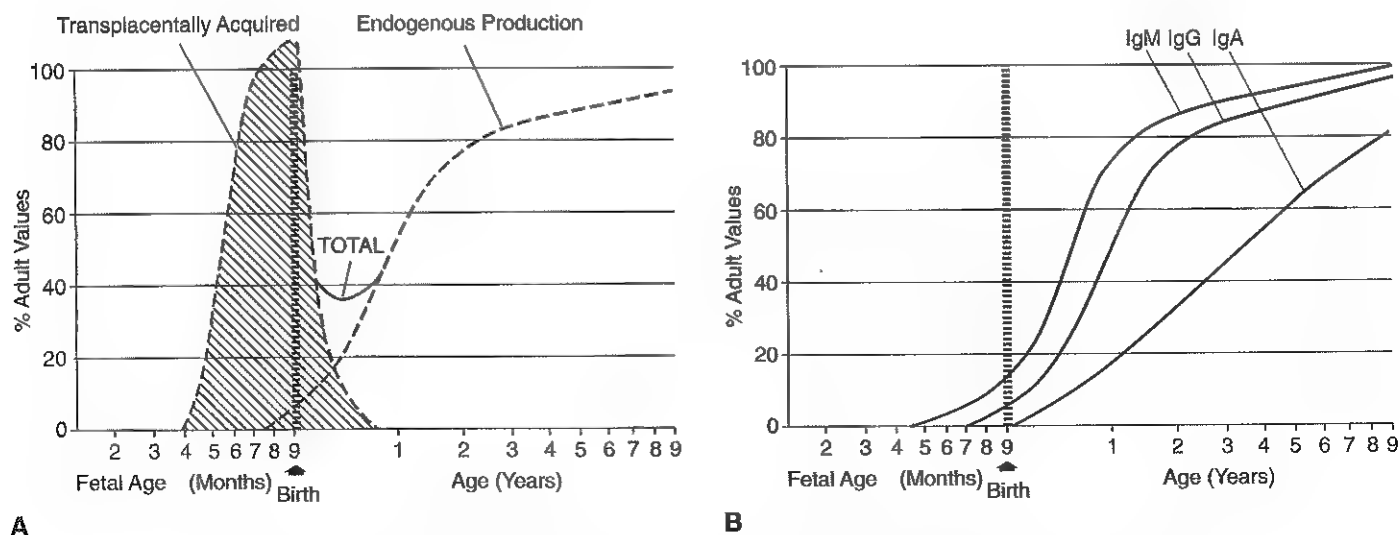 Transplacentally Acquired
Endogenous Production
100
80
60
40
20
0
% Adult Values
TOTAL
2 3 4 5 6 7 8 9 1 2 3 4 5 6 7 8 9
Fetal Age (Months) Birth Age (Years)
A
IgM IgG IgA
100
80
60
40
20
0
% Adult Values
2 3 4 5 6 7 8 9 1 2 3 4 5 6 7 8 9
Fetal Age (Months) Birth Age (Years)
B